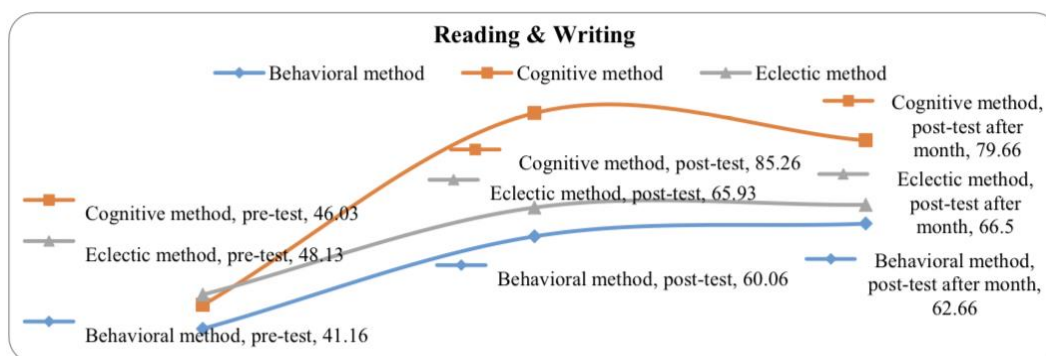 Reading & Writing
Behavioral method Cognitive method Eclectic method
Cognitive method,
post-test after
month, 79.66
Cognitive method, post-test, 85.26
Eclectic method, post-test, 65.93
Eclectic method,
post-test after
month,
66.5
Cognitive method, pre-test, 46.03
Eclectic method, pre-test, 48.13
Behavioral method, post-test, 60.06
Behavioral method,
post-test after month,
62.66
Behavioral method, pre-test, 41.16